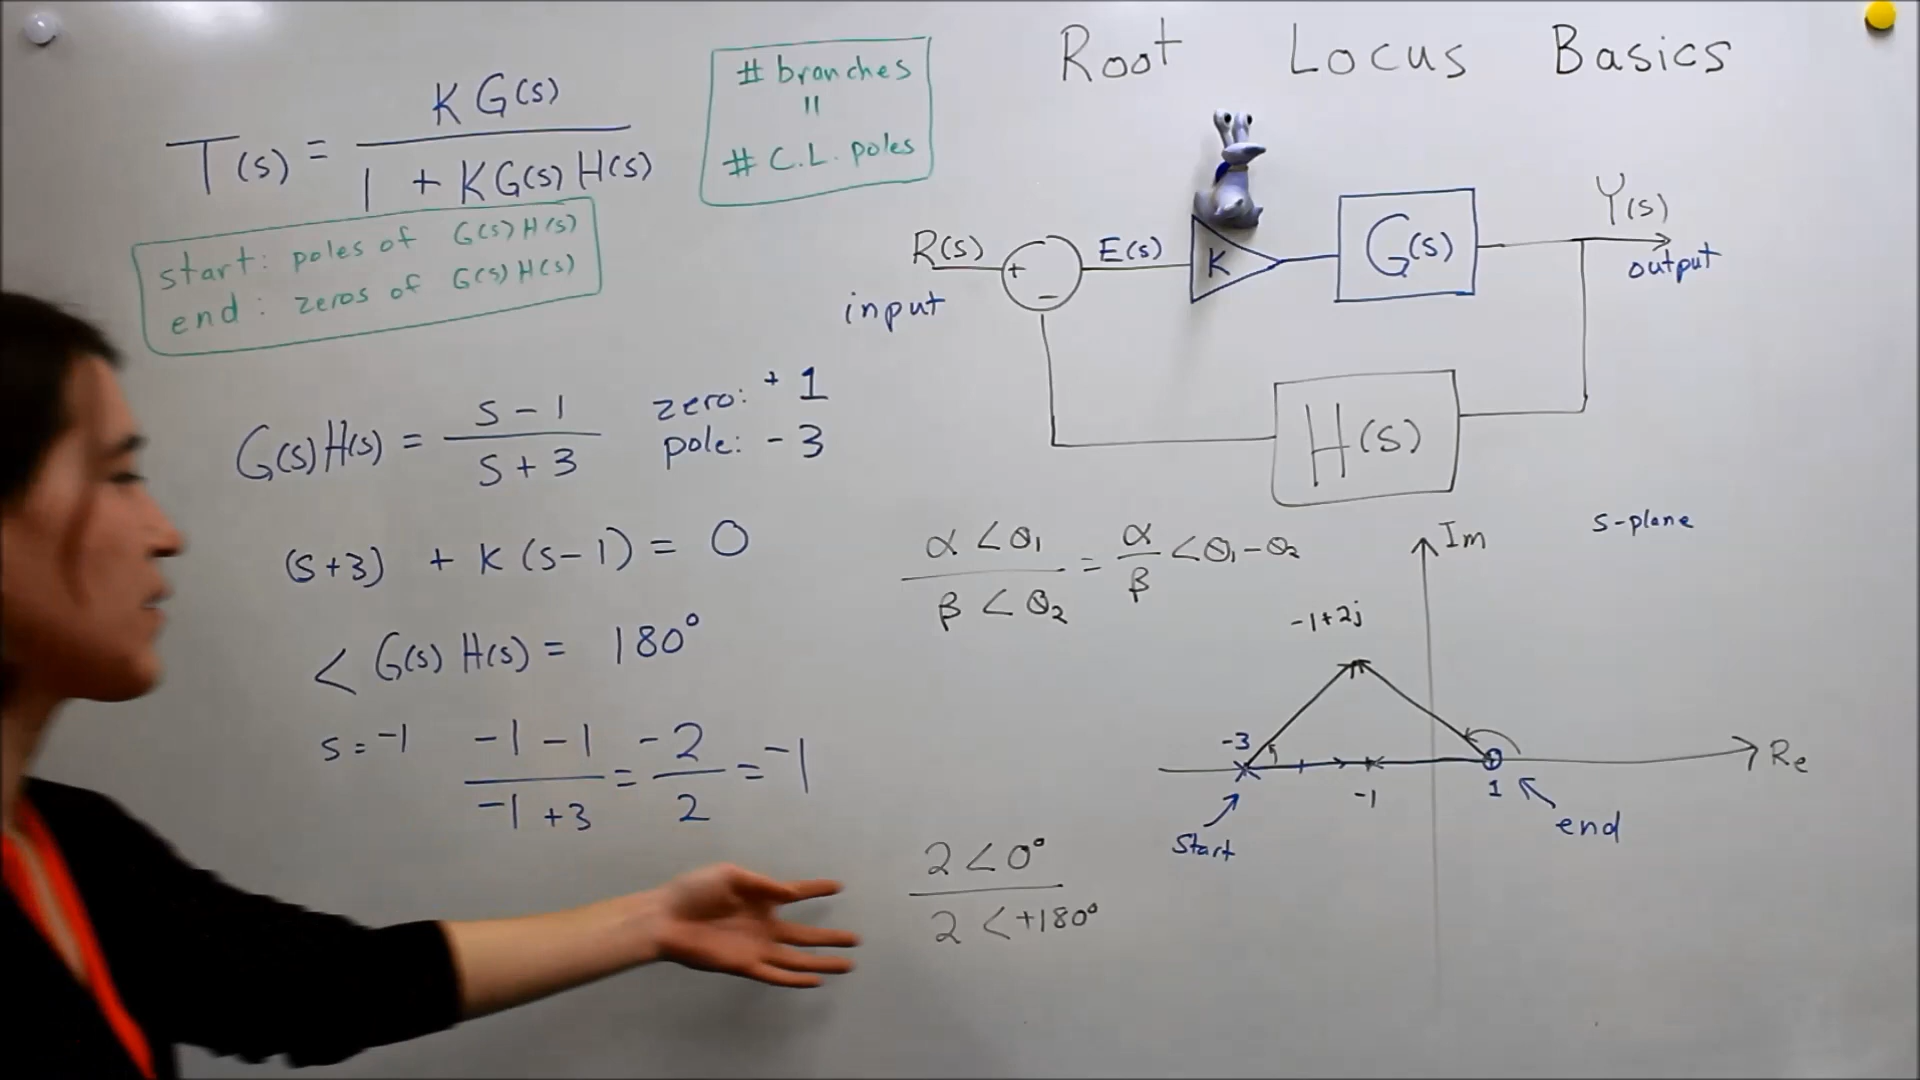 Root Locus Basics
T(s) = K G(s) / 1 + K G(s) H(s)
# branches
=
# C.L. poles
start: poles of G(s) H(s)
end: zeros of G(s) H(s)
R(s)
input
+
−
E(s)
K
G(s)
Y(s)
output
H(s)
G(s) H(s) = s - 1 / s + 3
zero: + 1
pole: - 3
(s+3) + K (s-1) = 0
< G(s) H(s) = 180°
s = -1 -1 -1 / -1 +3 = -2 / 2 = -1
α < θ1 / β < θ2 = α / β < θ1 - θ2
2 < 0° / 2 < +180°
s-plane
Im
-1+2j
-3
-1
1
Re
Start
end